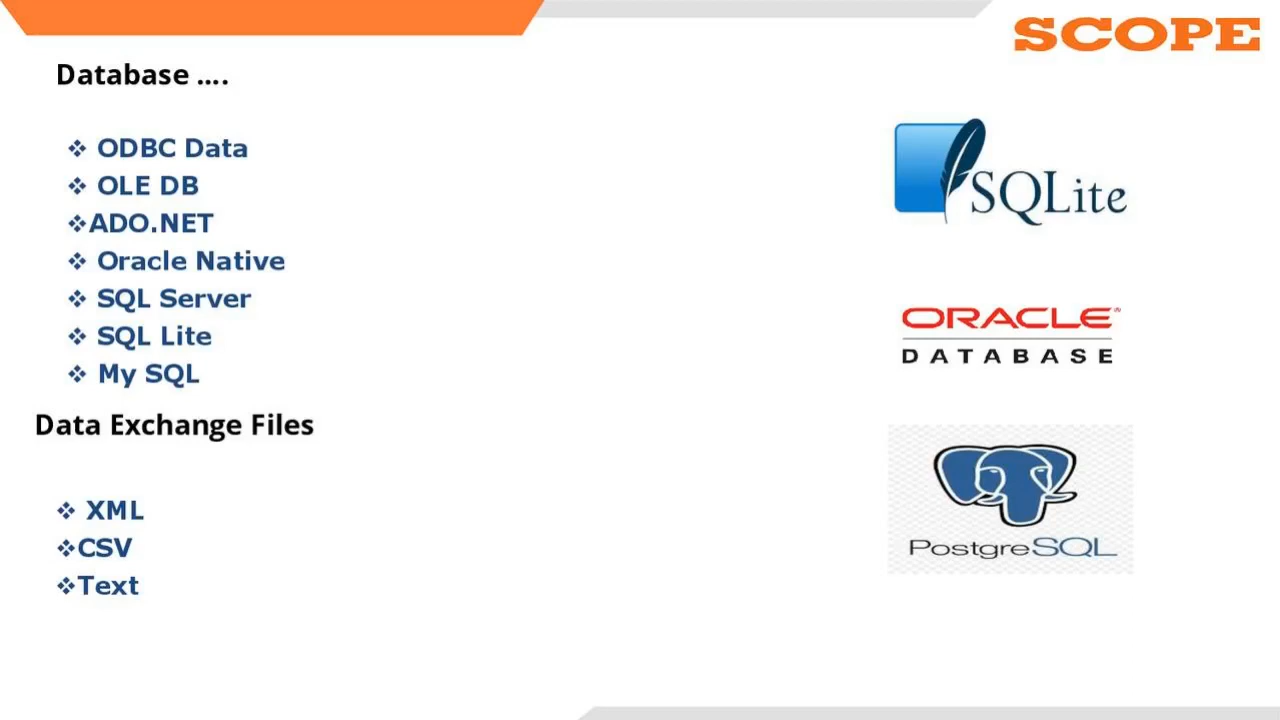 SCOPE
Database ....
❖ ODBC Data
❖ OLE DB
❖ADO.NET
❖ Oracle Native
❖ SQL Server
❖ SQL Lite
❖ My SQL
Data Exchange Files
❖ XML
❖CSV
❖Text
SQLite
ORACLE®
DATABASE
PostgreSQL